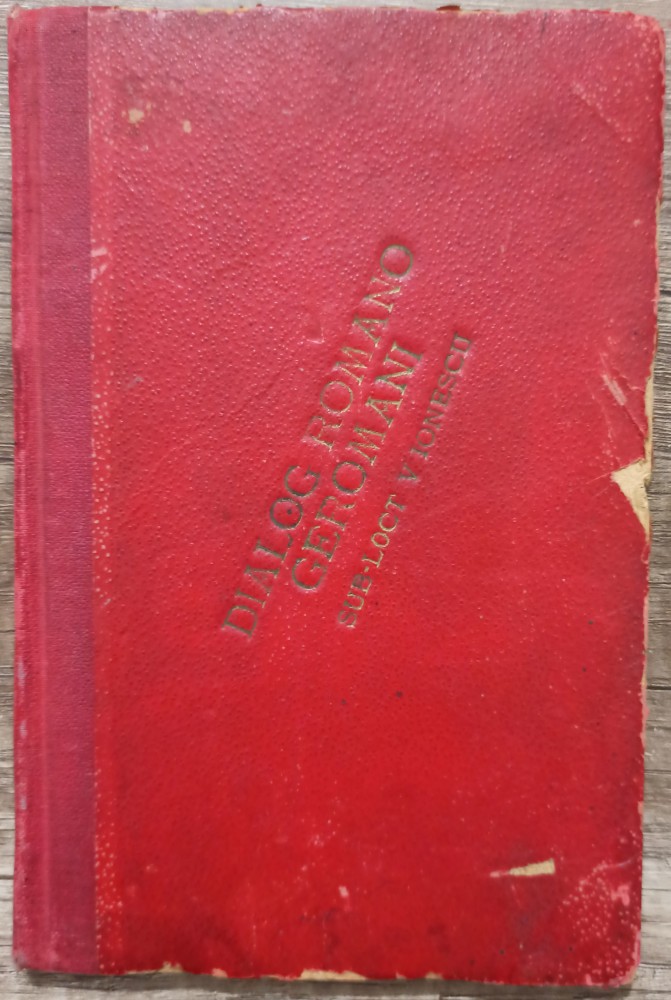 DIALOG ROMANO
GEROMANI
SUB-LOCT V IONESCU